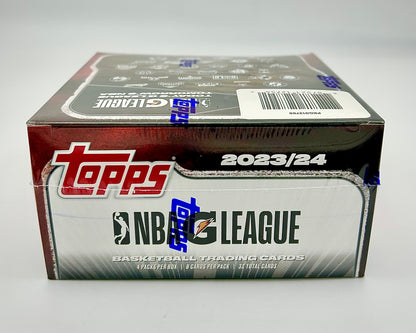 G LEAGUE
topps
topps
2023/24
NBA G LEAGUE
topps
BASKETBALL TRADING CARDS
4 PACKS PER BOX | 8 CARDS PER PACK | 32 TOTAL CARDS